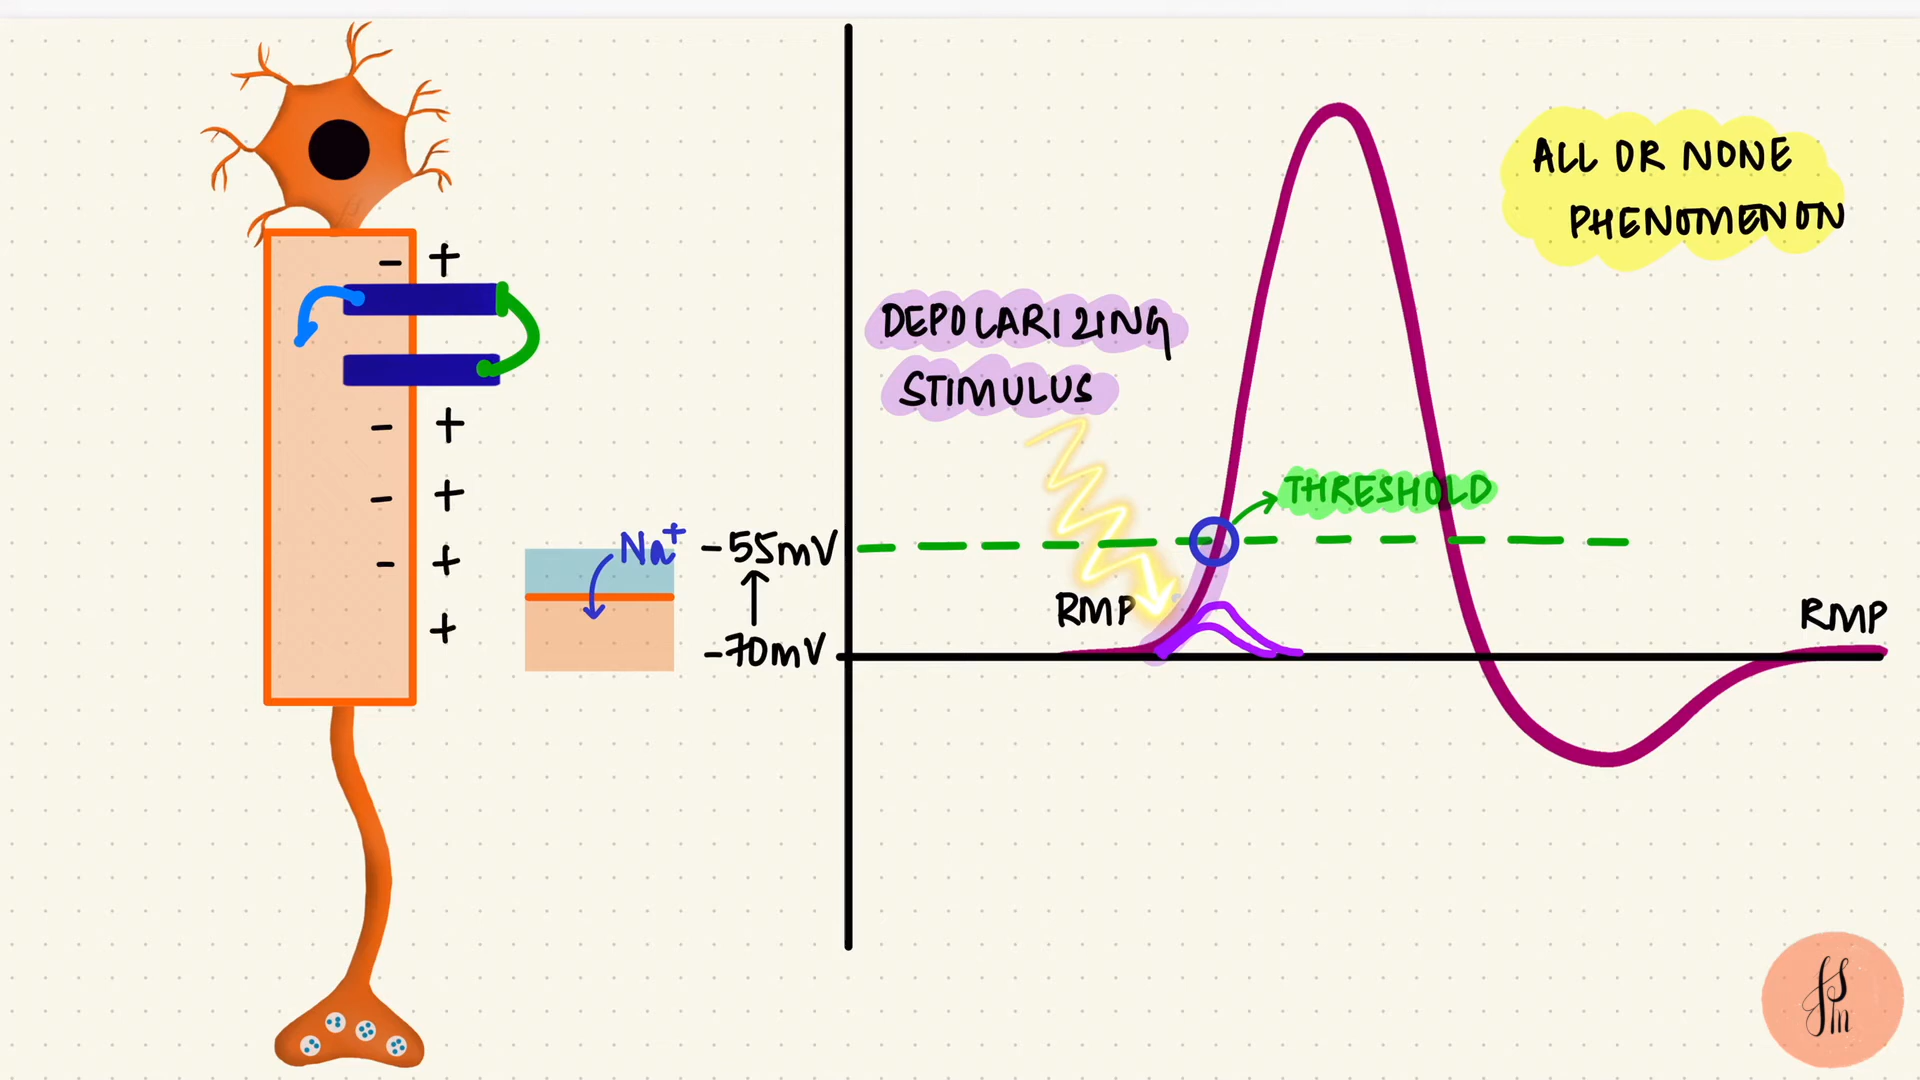 ALL OR NONE
PHENOMENON
DEPOLARIZING
STIMULUS
THRESHOLD
Na+
-55mV
-70mV
RMP
RMP
- +
- +
- +
- +
+